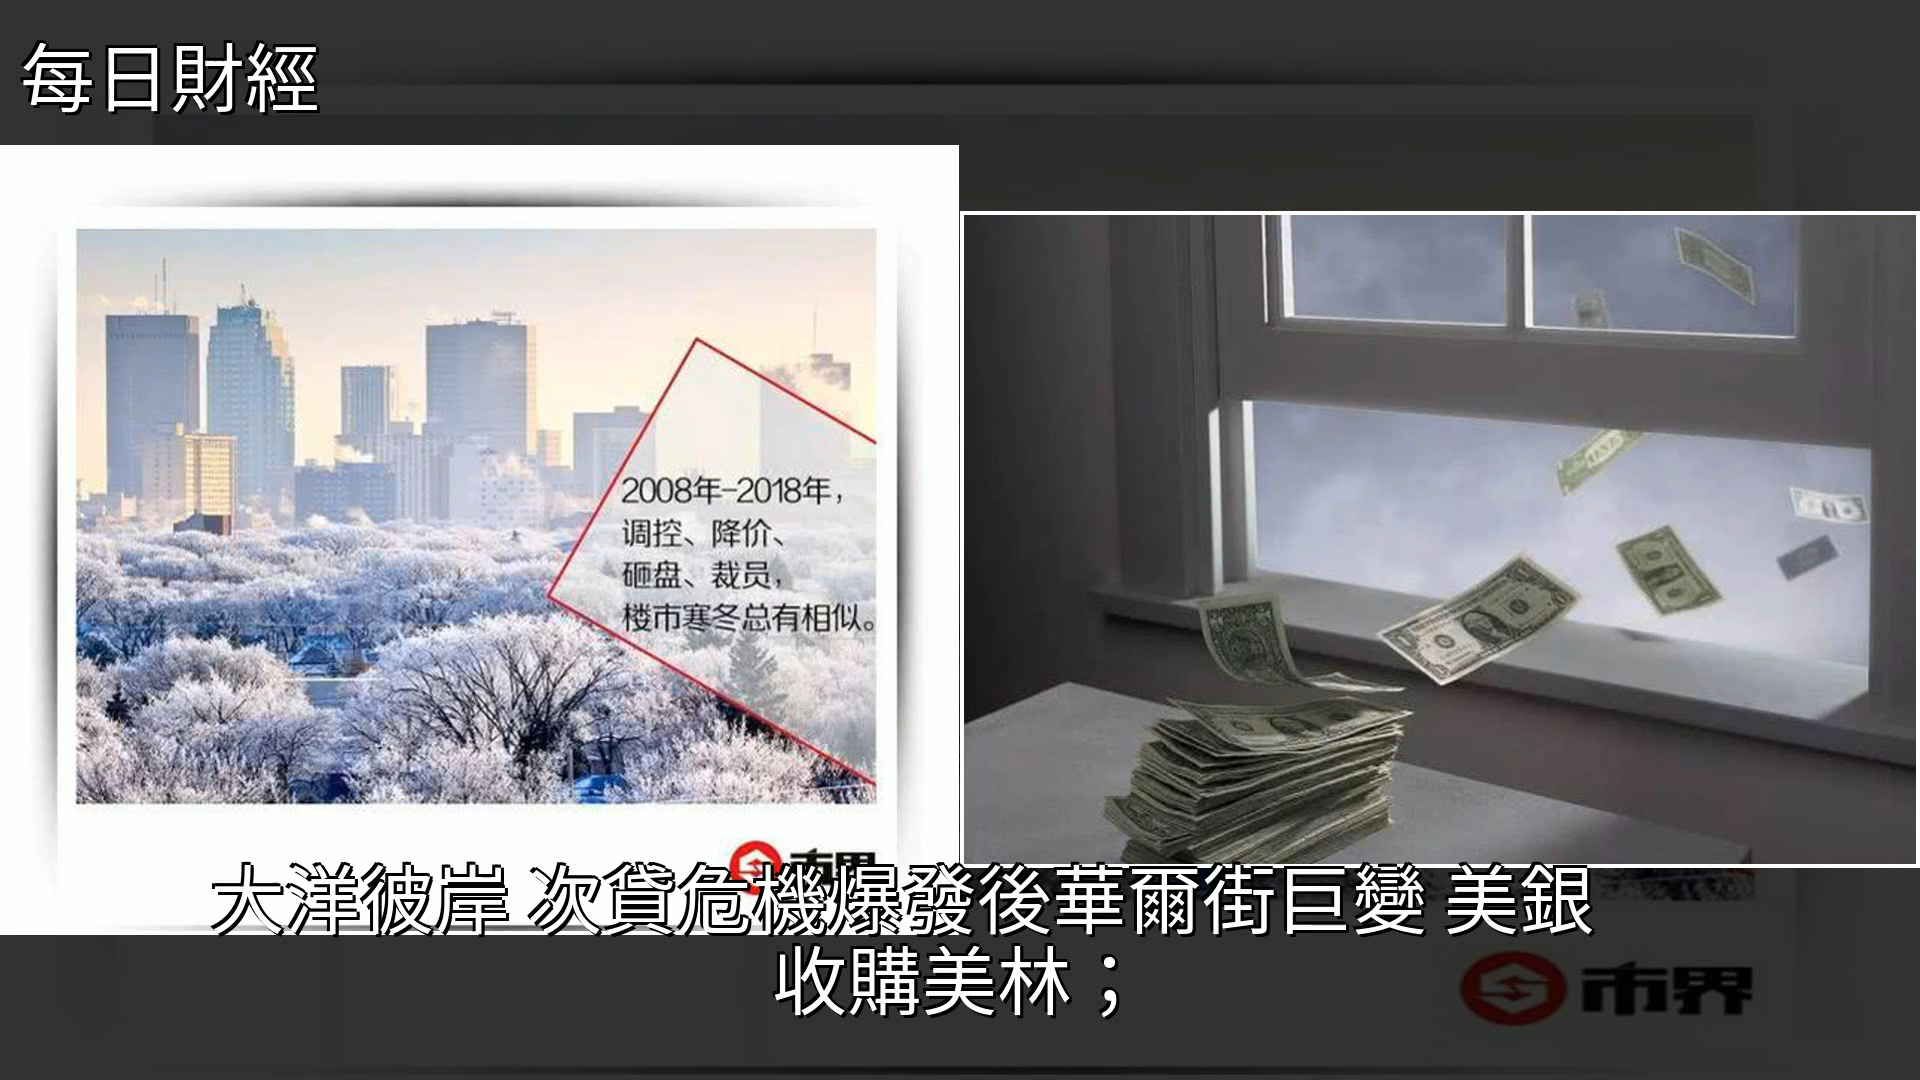 每日財經
2008年-2018年，
调控、降价、
砸盘、裁员，
楼市寒冬总有相似。
市界
大洋彼岸 次貸危機爆發後華爾街巨變 美銀
收購美林；
市界